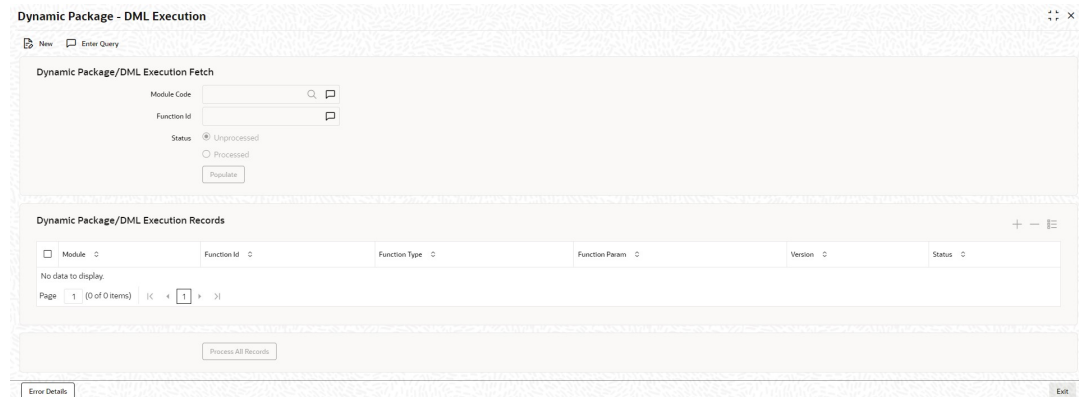 Dynamic Package - DML Execution
New Enter Query
Dynamic Package/DML Execution Fetch
Module Code
Function Id
Status Unprocessed
Processed
Populate
Dynamic Package/DML Execution Records
Module Function Id Function Type Function Param Version Status
No data to display.
Page 1 (0 of 0 items) 1
Process All Records
Error Details Exit